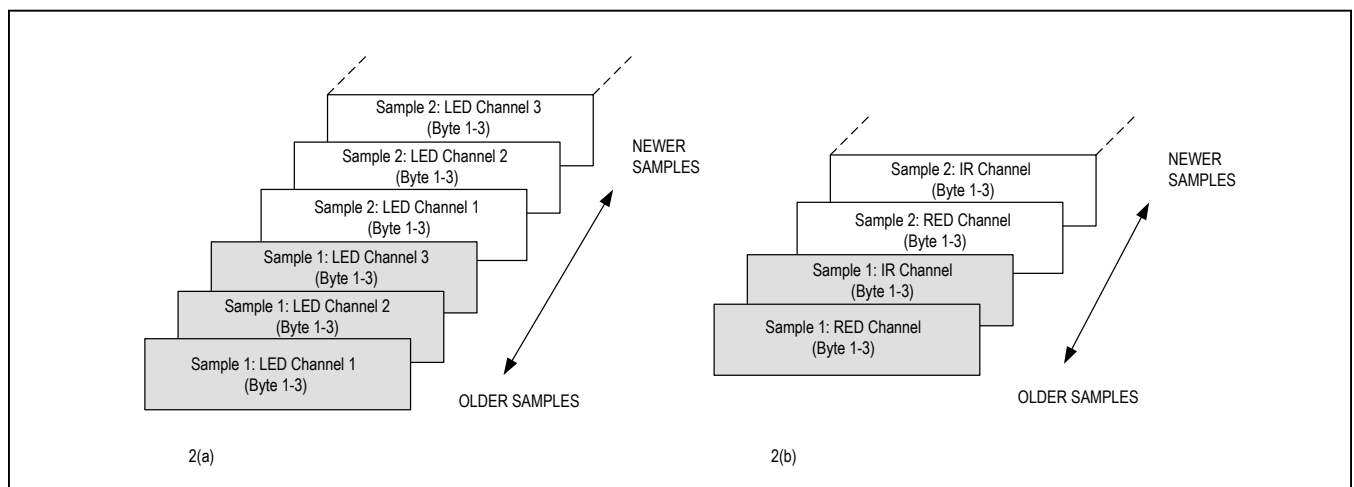 Sample 2: LED Channel 3
(Byte 1-3)
Sample 2: LED Channel 2
(Byte 1-3)
Sample 2: LED Channel 1
(Byte 1-3)
Sample 1: LED Channel 3
(Byte 1-3)
Sample 1: LED Channel 2
(Byte 1-3)
Sample 1: LED Channel 1
(Byte 1-3)
NEWER
SAMPLES
OLDER SAMPLES
2(a)
Sample 2: IR Channel
(Byte 1-3)
Sample 2: RED Channel
(Byte 1-3)
Sample 1: IR Channel
(Byte 1-3)
Sample 1: RED Channel
(Byte 1-3)
NEWER
SAMPLES
OLDER SAMPLES
2(b)